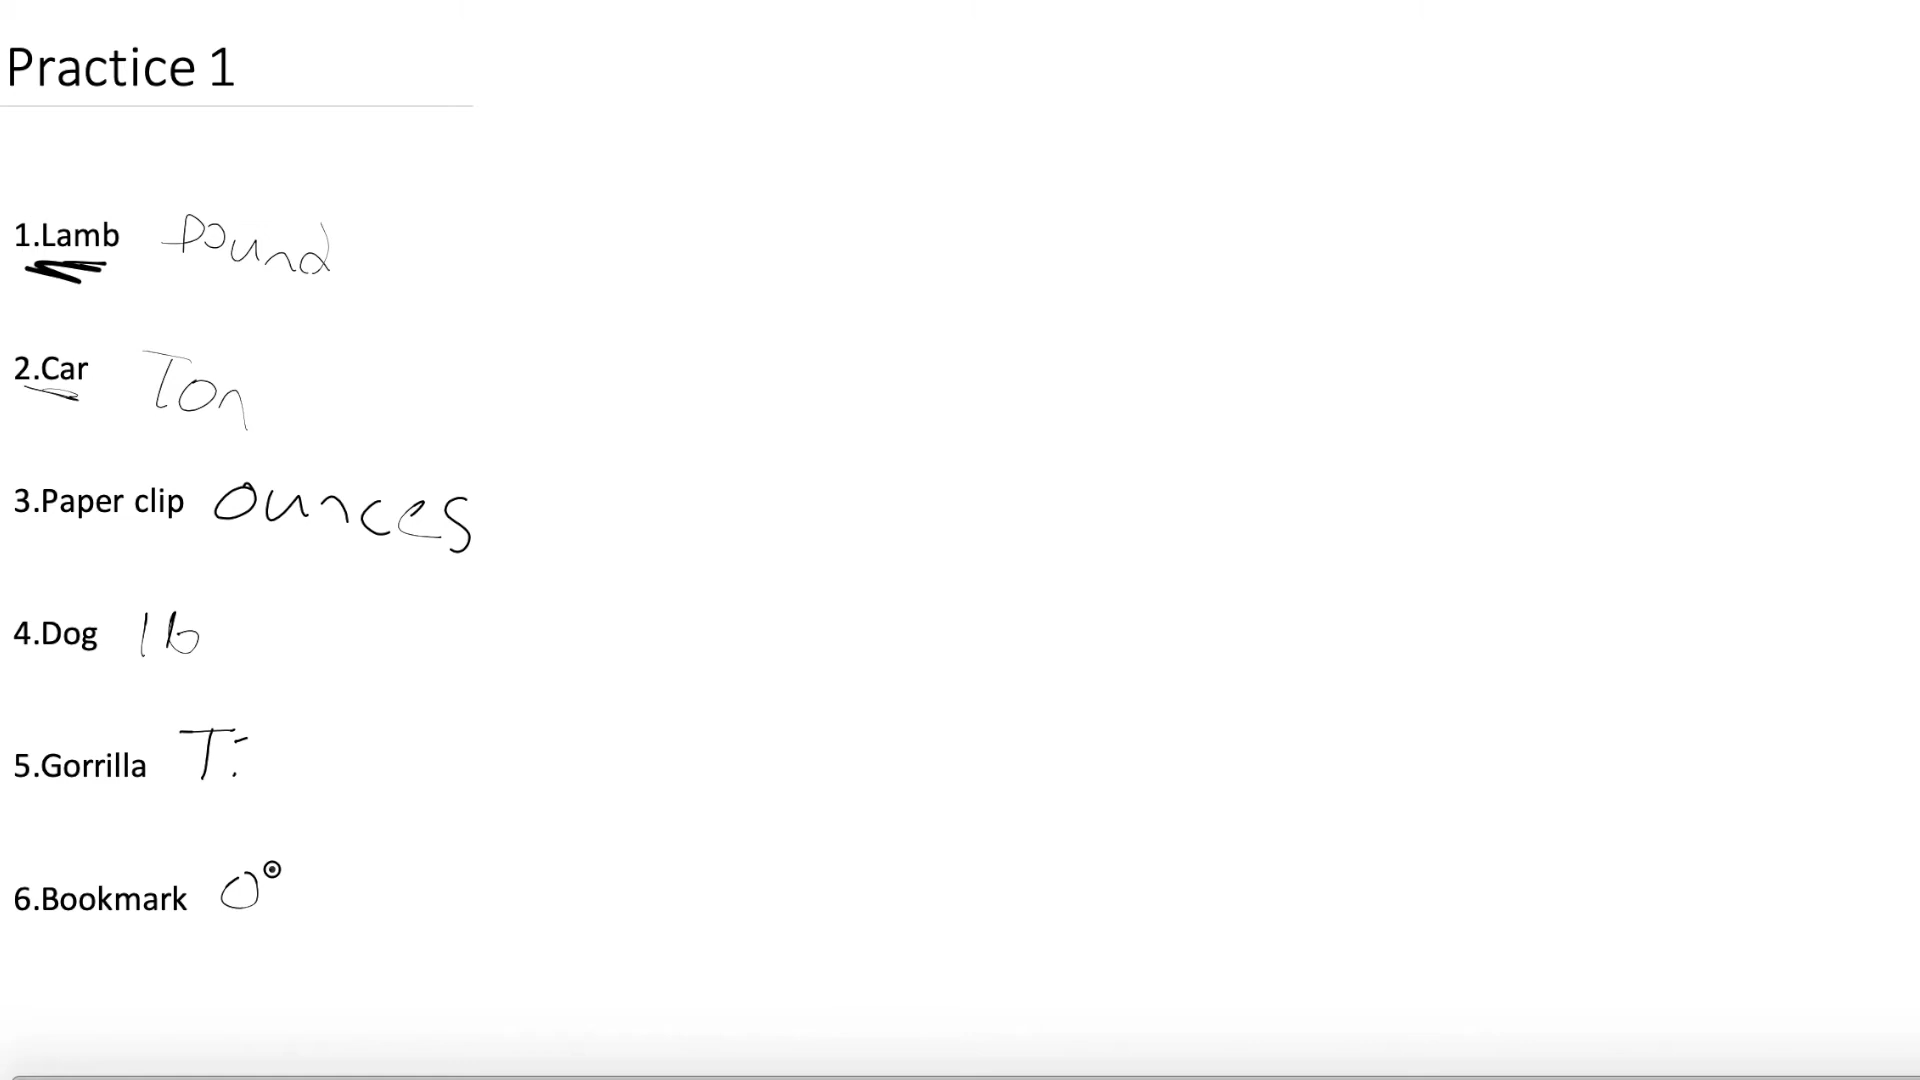 Practice 1
1.Lamb pound
2.Car Ton
3.Paper clip ounces
4.Dog lb
5.Gorrilla T:
6.Bookmark O